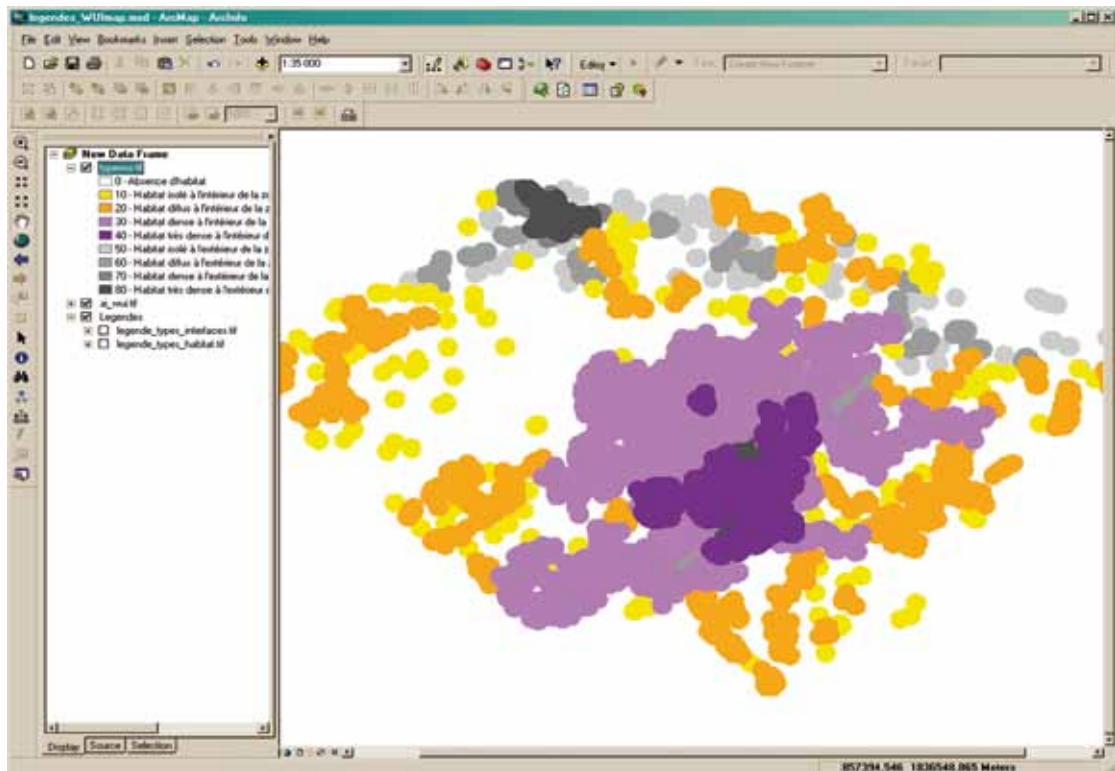 legendes_WUImap.mxd - ArcMap - ArcInfo
File Edit View Bookmarks Insert Selection Tools Window Help
1:35 000
Editor
Create New Feature
New Data Frame
0 - Absence d'habitat
10 - Habitat isolé à l'intérieur de la z
20 - Habitat diffus à l'intérieur de la z
30 - Habitat dense à l'intérieur de la
40 - Habitat très dense à l'intérieur d
50 - Habitat isolé à l'extérieur de la z
60 - Habitat diffus à l'extérieur de la
70 - Habitat dense à l'extérieur de la
80 - Habitat très dense à l'extérieur
Legendes
legende_types_interfaces.tif
legende_types_habitat.tif
Display Source Selection
857394.546 1836548.865 Meters